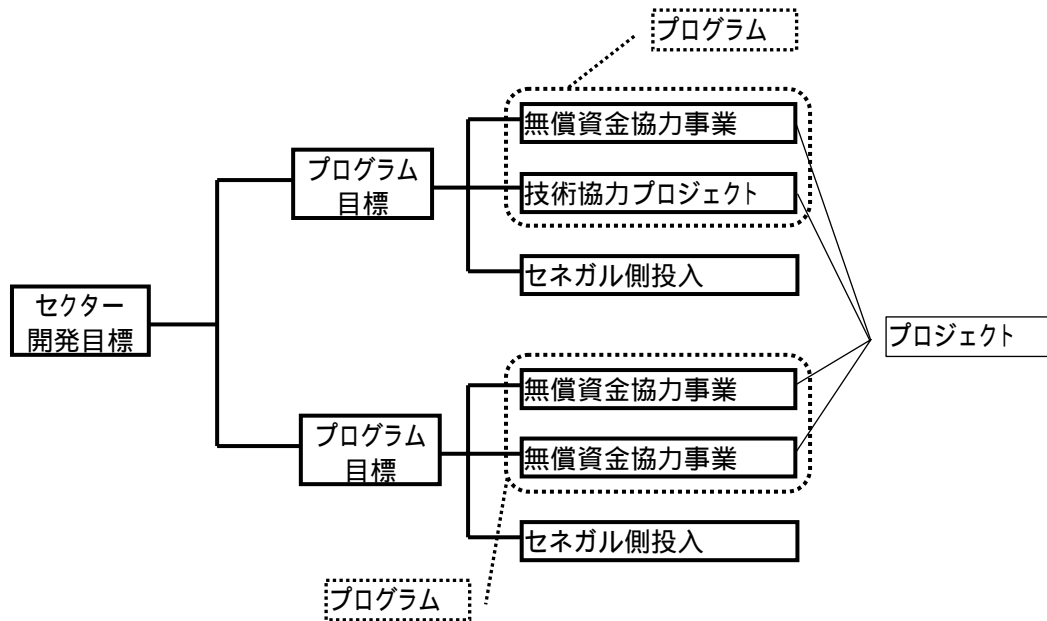 プログラム
無償資金協力事業
プログラム
目標
技術協力プロジェクト
セネガル側投入
セクター
開発目標
プロジェクト
無償資金協力事業
プログラム
目標
無償資金協力事業
セネガル側投入
プログラム